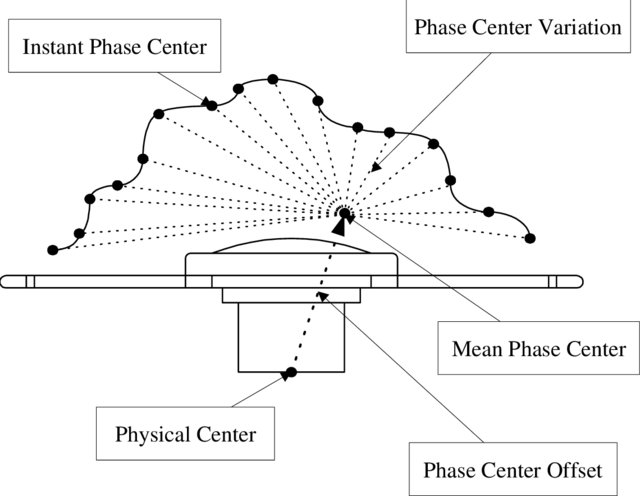 Phase Center Variation
Instant Phase Center
Mean Phase Center
Physical Center
Phase Center Offset